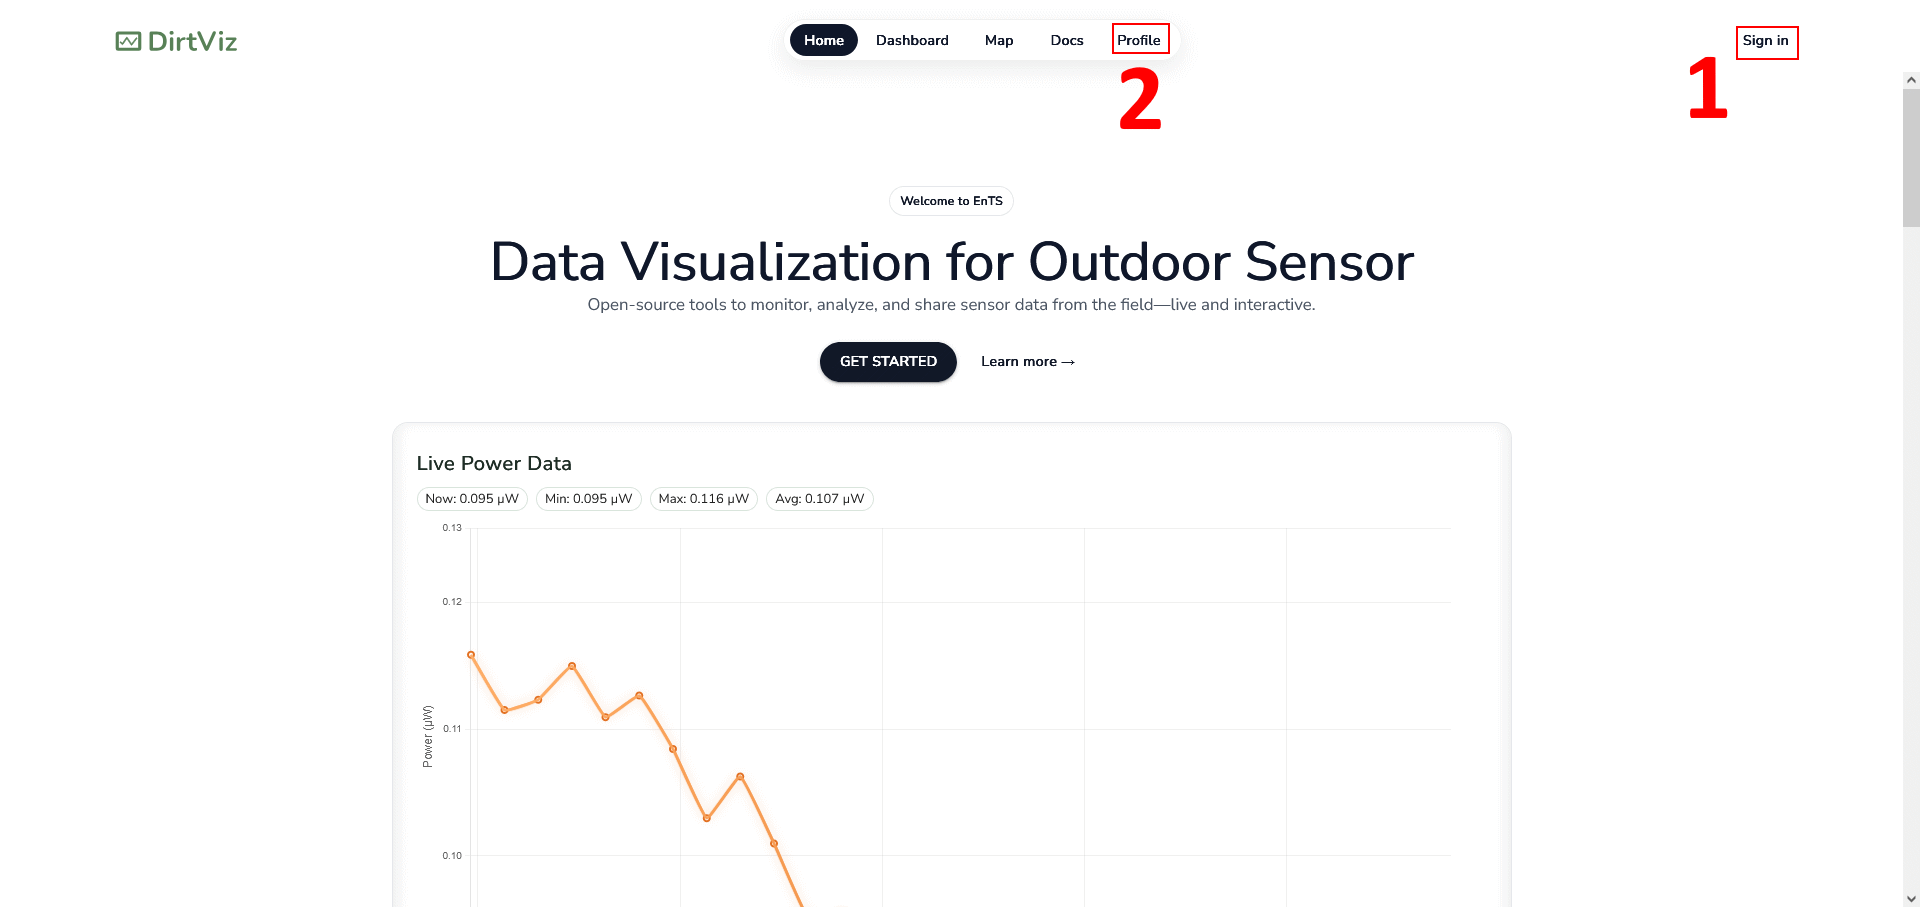 DirtViz
Home Dashboard Map Docs Profile
Sign in
2
1
Welcome to EnTS
Data Visualization for Outdoor Sensor
Open-source tools to monitor, analyze, and share sensor data from the field—live and interactive.
GET STARTED Learn more →
Live Power Data
Now: 0.095 µW Min: 0.095 µW Max: 0.116 µW Avg: 0.107 µW
0.13
0.12
0.11
0.10
Power (µW)